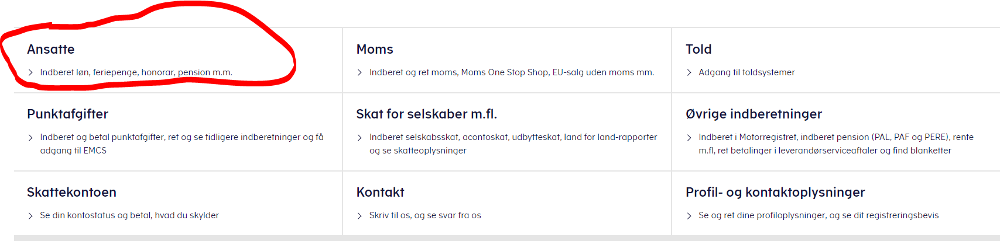 Ansatte
Indberet løn, feriepenge, honorar, pension m.m.
Moms
Indberet og ret moms, Moms One Stop Shop, EU-salg uden moms mm.
Told
Adgang til toldsystemer
Punktafgifter
Indberet og betal punktafgifter, ret og se tidligere indberetninger og få
adgang til EMCS
Skat for selskaber m.fl.
Indberet selskabsskat, acontoskat, udbytteskat, land for land-rapporter
og se skatteoplysninger
Øvrige indberetninger
Indberet i Motorregistret, indberet pension (PAL, PAF og PERE), rente
m.fl, ret betalinger i leverandørserviceaftaler og find blanketter
Skattekontoen
Se din kontostatus og betal, hvad du skylder
Kontakt
Skriv til os, og se svar fra os
Profil- og kontaktoplysninger
Se og ret dine profiloplysninger, og se dit registreringsbevis